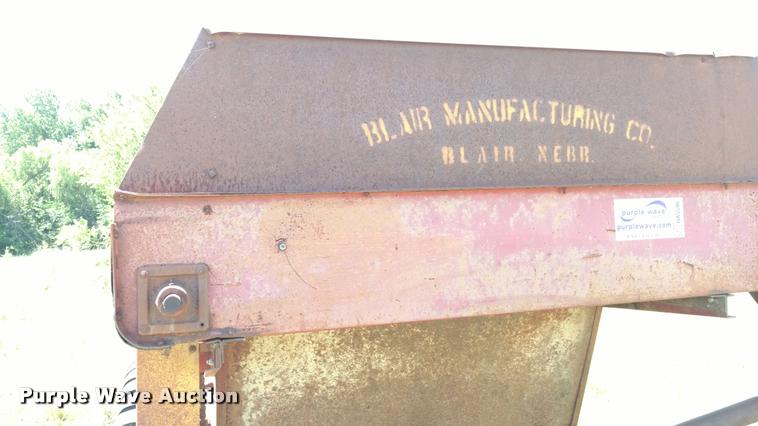 BLAIR MANUFACTURING CO.
BLAIR. NEBR.
purple wave
purplewave.com
Purple Wave Auction